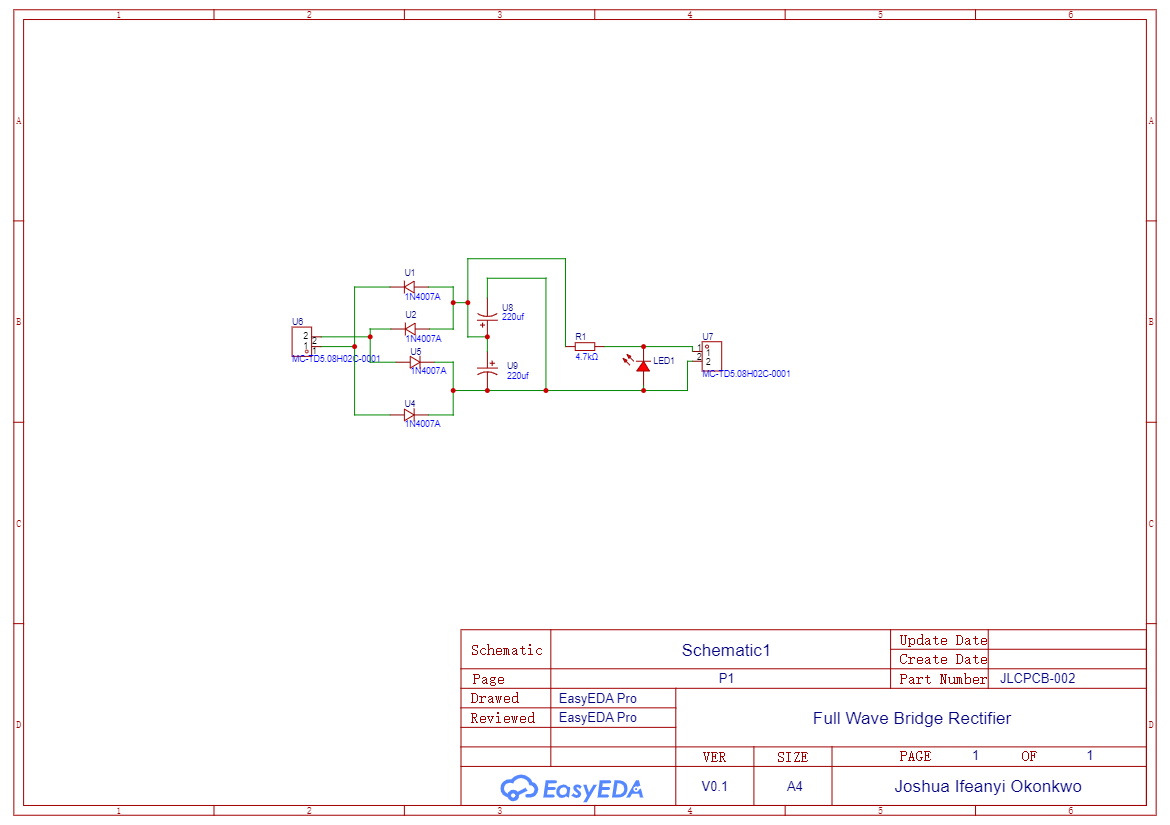 1 2 3 4 5 6
A A
U1
1N4007A
U8
220uf
U2
1N4007A
U6
2 2
1 1
MC-TD5.08H02C-0001
B B
U5
1N4007A
+
+
U9
220uf
R1
4.7kΩ
LED1
U7
1 1
2 2
MC-TD5.08H02C-0001
U4
1N4007A
C C
Schematic Schematic1 Update Date
Create Date
Page P1 Part Number JLCPCB-002
Drawed EasyEDA Pro
Reviewed EasyEDA Pro
Full Wave Bridge Rectifier
D D
VER SIZE PAGE 1 OF 1
EasyEDA V0.1 A4 Joshua Ifeanyi Okonkwo
1 2 3 4 5 6